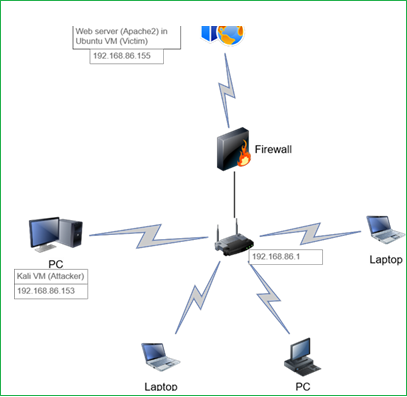 Web server (Apache2) in
Ubuntu VM (Victim)
192.168.86.155
Firewall
192.168.86.1
Laptop
PC
Kali VM (Attacker)
192.168.86.153
Laptop
PC